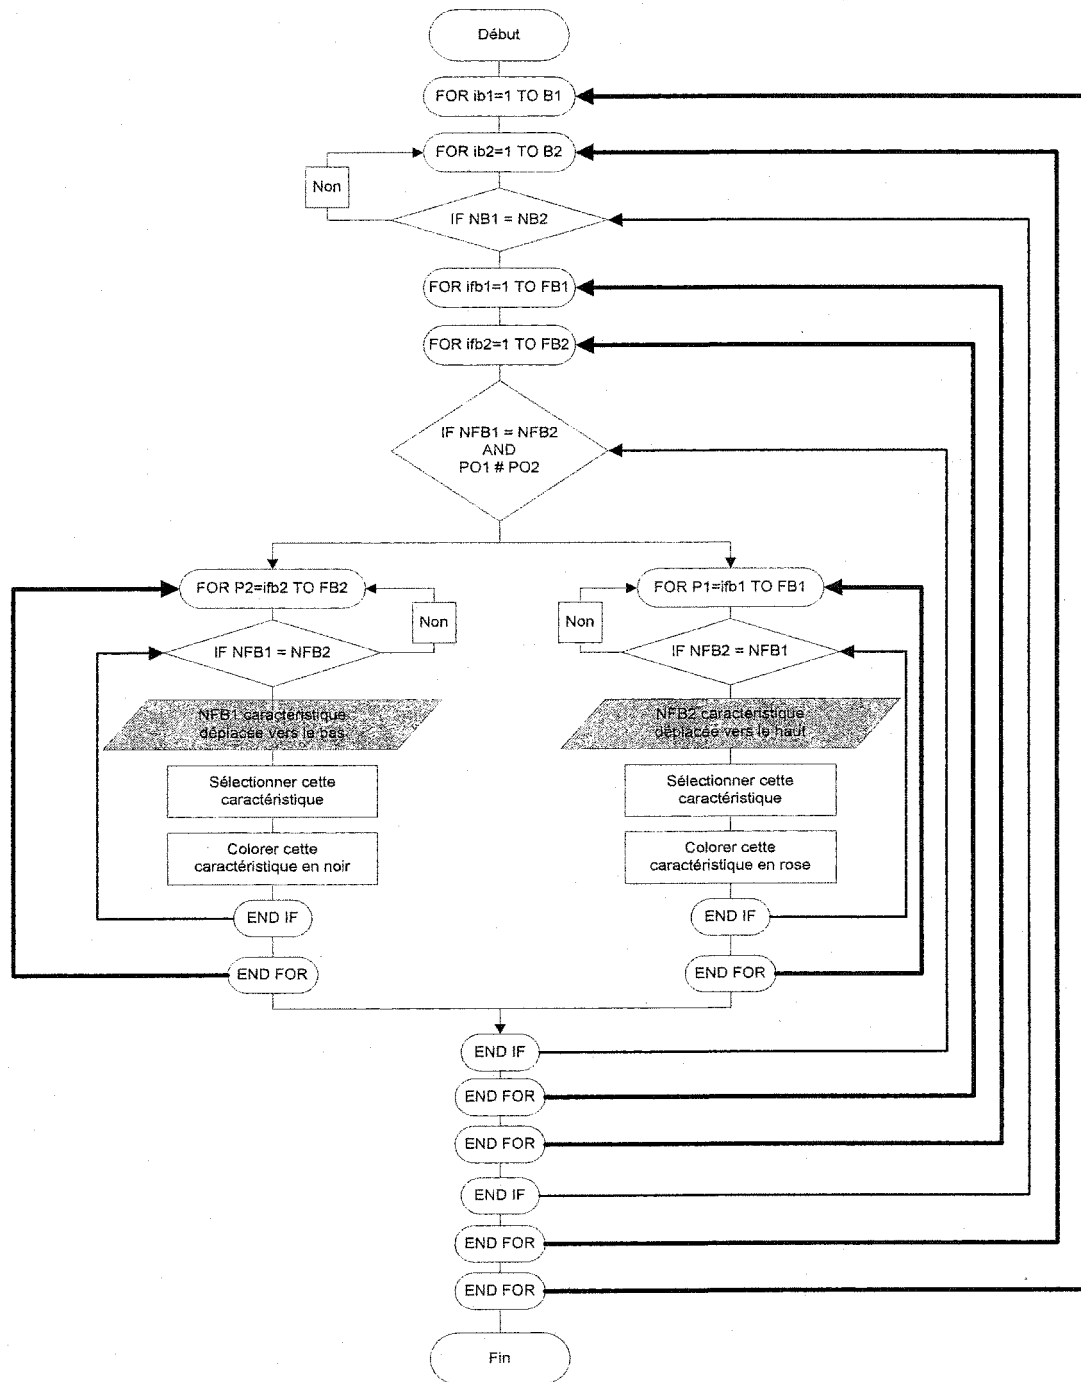 Début
FOR ib1=1 TO B1
FOR ib2=1 TO B2
Non
IF NB1 = NB2
FOR ifb1=1 TO FB1
FOR ifb2=1 TO FB2
IF NFB1 = NFB2
AND
PO1 # PO2
FOR P2=ifb2 TO FB2
Non
IF NFB1 = NFB2
NFB1 caractéristique
déplacée vers le bas
Sélectionner cette
caractéristique
Colorer cette
caractéristique en noir
END IF
END FOR
FOR P1=ifb1 TO FB1
Non
IF NFB2 = NFB1
NFB2 caractéristique
déplacée vers le haut
Sélectionner cette
caractéristique
Colorer cette
caractéristique en rose
END IF
END FOR
END IF
END FOR
END FOR
END IF
END FOR
END FOR
Fin